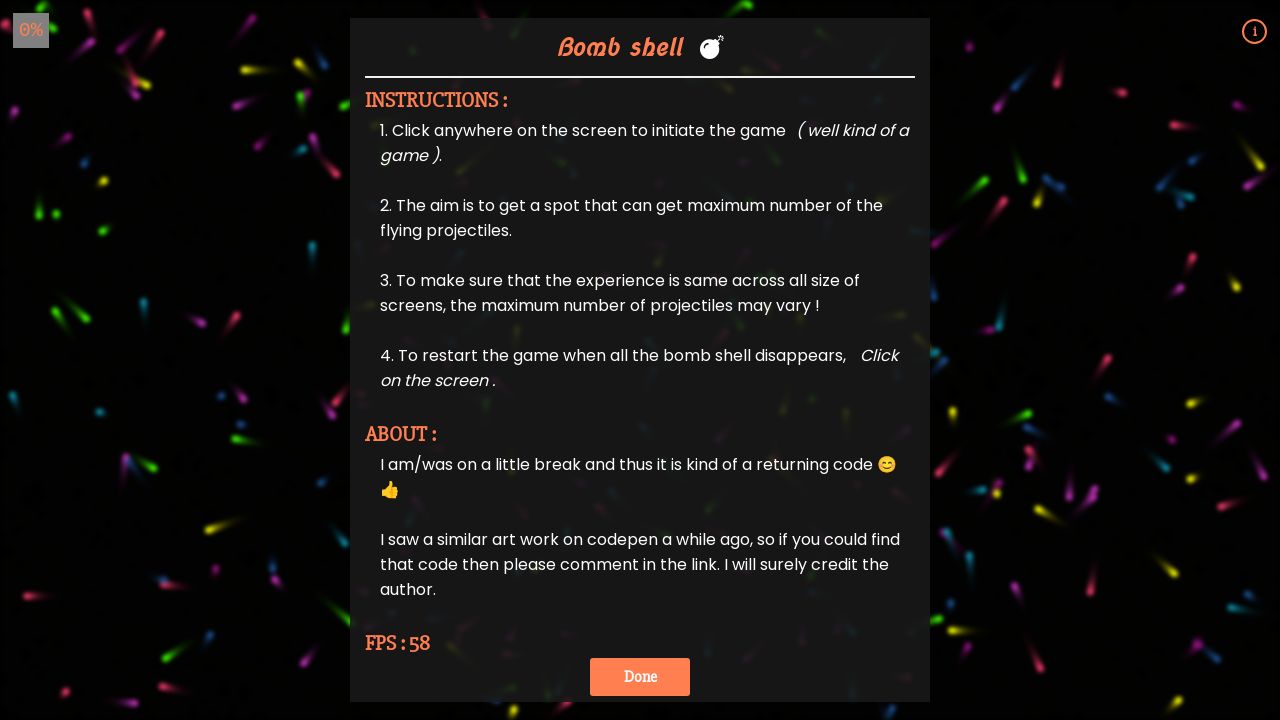 0%
i
Bomb shell 💣
INSTRUCTIONS :
1. Click anywhere on the screen to initiate the game ( well kind of a
game ).
2. The aim is to get a spot that can get maximum number of the
flying projectiles.
3. To make sure that the experience is same across all size of
screens, the maximum number of projectiles may vary !
4. To restart the game when all the bomb shell disappears, Click
on the screen .
ABOUT :
I am/was on a little break and thus it is kind of a returning code 😊
👍
I saw a similar art work on codepen a while ago, so if you could find
that code then please comment in the link. I will surely credit the
author.
FPS : 58
Done